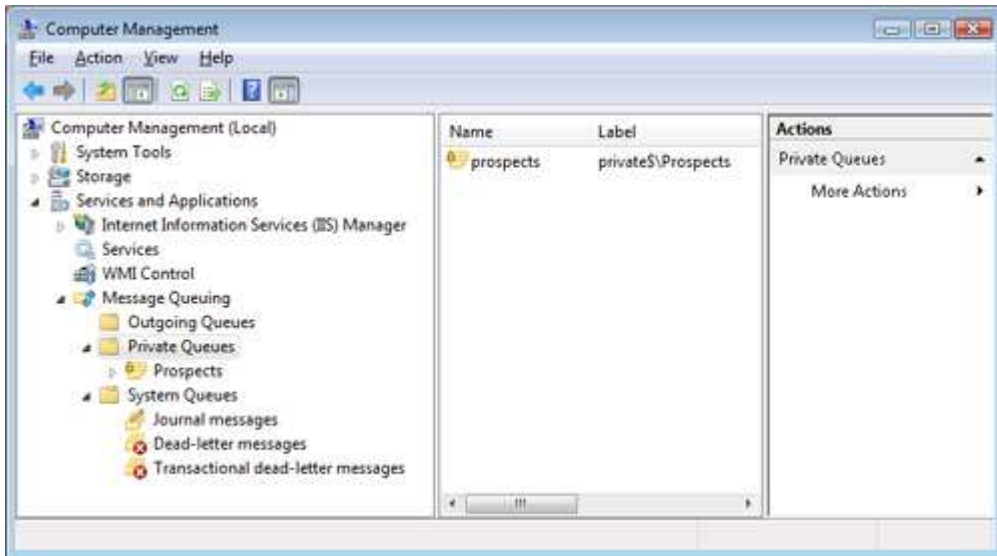 Computer Management
File Action View Help
Computer Management (Local)
System Tools
Storage
Services and Applications
Internet Information Services (IIS) Manager
Services
WMI Control
Message Queuing
Outgoing Queues
Private Queues
Prospects
System Queues
Journal messages
Dead-letter messages
Transactional dead-letter messages
Name Label
prospects private$\Prospects
Actions
Private Queues
More Actions